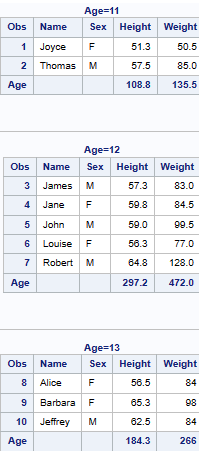 Age=11
Obs Name Sex Height Weight
1 Joyce F 51.3 50.5
2 Thomas M 57.5 85.0
Age 108.8 135.5
Age=12
Obs Name Sex Height Weight
3 James M 57.3 83.0
4 Jane F 59.8 84.5
5 John M 59.0 99.5
6 Louise F 56.3 77.0
7 Robert M 64.8 128.0
Age 297.2 472.0
Age=13
Obs Name Sex Height Weight
8 Alice F 56.5 84
9 Barbara F 65.3 98
10 Jeffrey M 62.5 84
Age 184.3 266